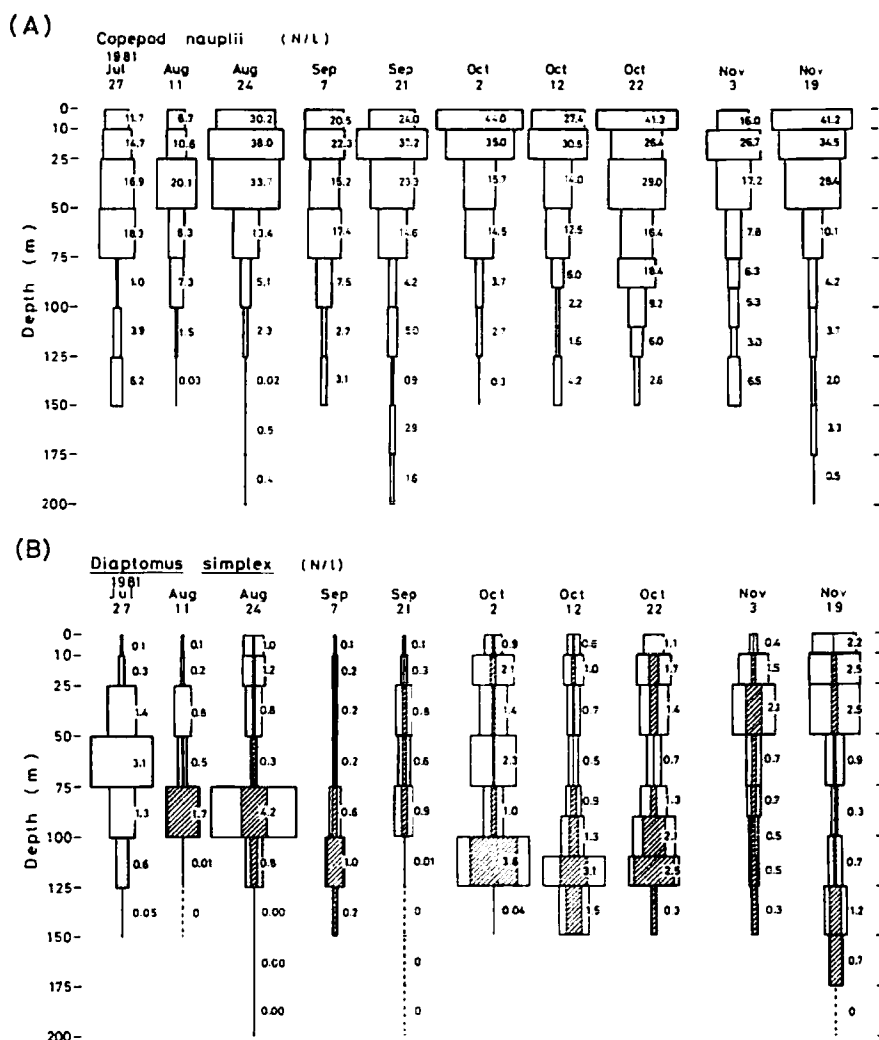 (A)
Copepod nauplii (N/L)
1981
Jul Aug Aug Sep Sep Oct Oct Oct Nov Nov
27 11 24 7 21 2 12 22 3 19
0
11.7 6.7 30.2 20.5 24.0 44.0 27.4 41.3 16.0 41.2
10
14.7 10.6 38.0 22.3 35.0 30.5 26.4 26.7 34.5
25
16.9 20.1 33.7 15.2 15.7 14.0 29.0 17.2 28.4
50
18.3 13.4 17.4 14.6 14.5 12.5 16.4 7.8 10.1
75
7.3 5.1 7.5 4.2 3.7 6.0 18.4 6.3 4.2
2.2 9.2 5.3
100
3.9 1.5 2.3 2.7 5.0 2.7 1.6 6.0 3.0 3.7
125
6.2 0.03 0.02 3.1 0.9 0.3 4.2 2.6 6.5 2.0
150
0.5 2.9
175
0.4 1.6 0.5
200
Depth (m)
(B)
Diaptomus simplex (N/L)
1981
Jul Aug Aug Sep Sep Oct Oct Oct Nov Nov
27 11 24 7 21 2 12 22 3 19
0
0.1 0.1 1.0 0.1 0.1 0.9 0.6 1.1 0.4 2.2
10
0.3 0.2 1.2 0.2 0.3 2.1 1.0 1.7 1.5 2.5
25
1.4 0.8 0.2 0.8 1.4 0.7 1.4 2.5
50
3.1 0.5 0.3 0.2 0.6 2.3 0.5 0.7 0.7 0.9
75
1.3 1.7 4.2 0.6 0.9 1.0 0.9 1.3 0.7 0.3
1.3 0.5
100
0.6 0.01 0.8 1.0 0.01 3.6 3.1 2.5 0.5 0.7
125
0.05 0 0.00 0.2 0 0.04 1.5 0.3 0.3 1.2
150
0.00 0 0.7
175
0.00 0 0
200
Depth (m)